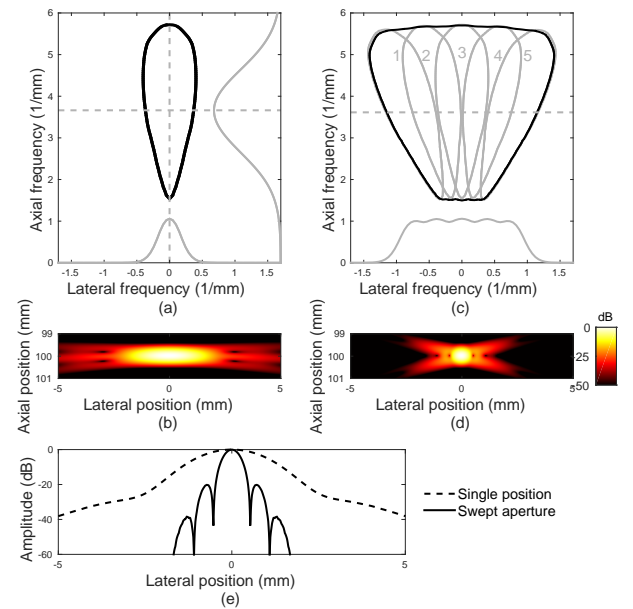 6
5
4
3
2
1
0
Axial frequency (1/mm)
-1.5 -1 -0.5 0 0.5 1 1.5
Lateral frequency (1/mm)
(a)
6
5
4
3
2
1
0
Axial frequency (1/mm)
1 2 3 4 5
-1.5 -1 -0.5 0 0.5 1 1.5
Lateral frequency (1/mm)
(c)
Axial position (mm)
99
100
101
-5 0 5
Lateral position (mm)
(b)
Axial position (mm)
99
100
101
-5 0 5
Lateral position (mm)
(d)
dB
0
25
50
Amplitude (dB)
0
-20
-40
-60
-5 0 5
Lateral position (mm)
(e)
Single position
Swept aperture